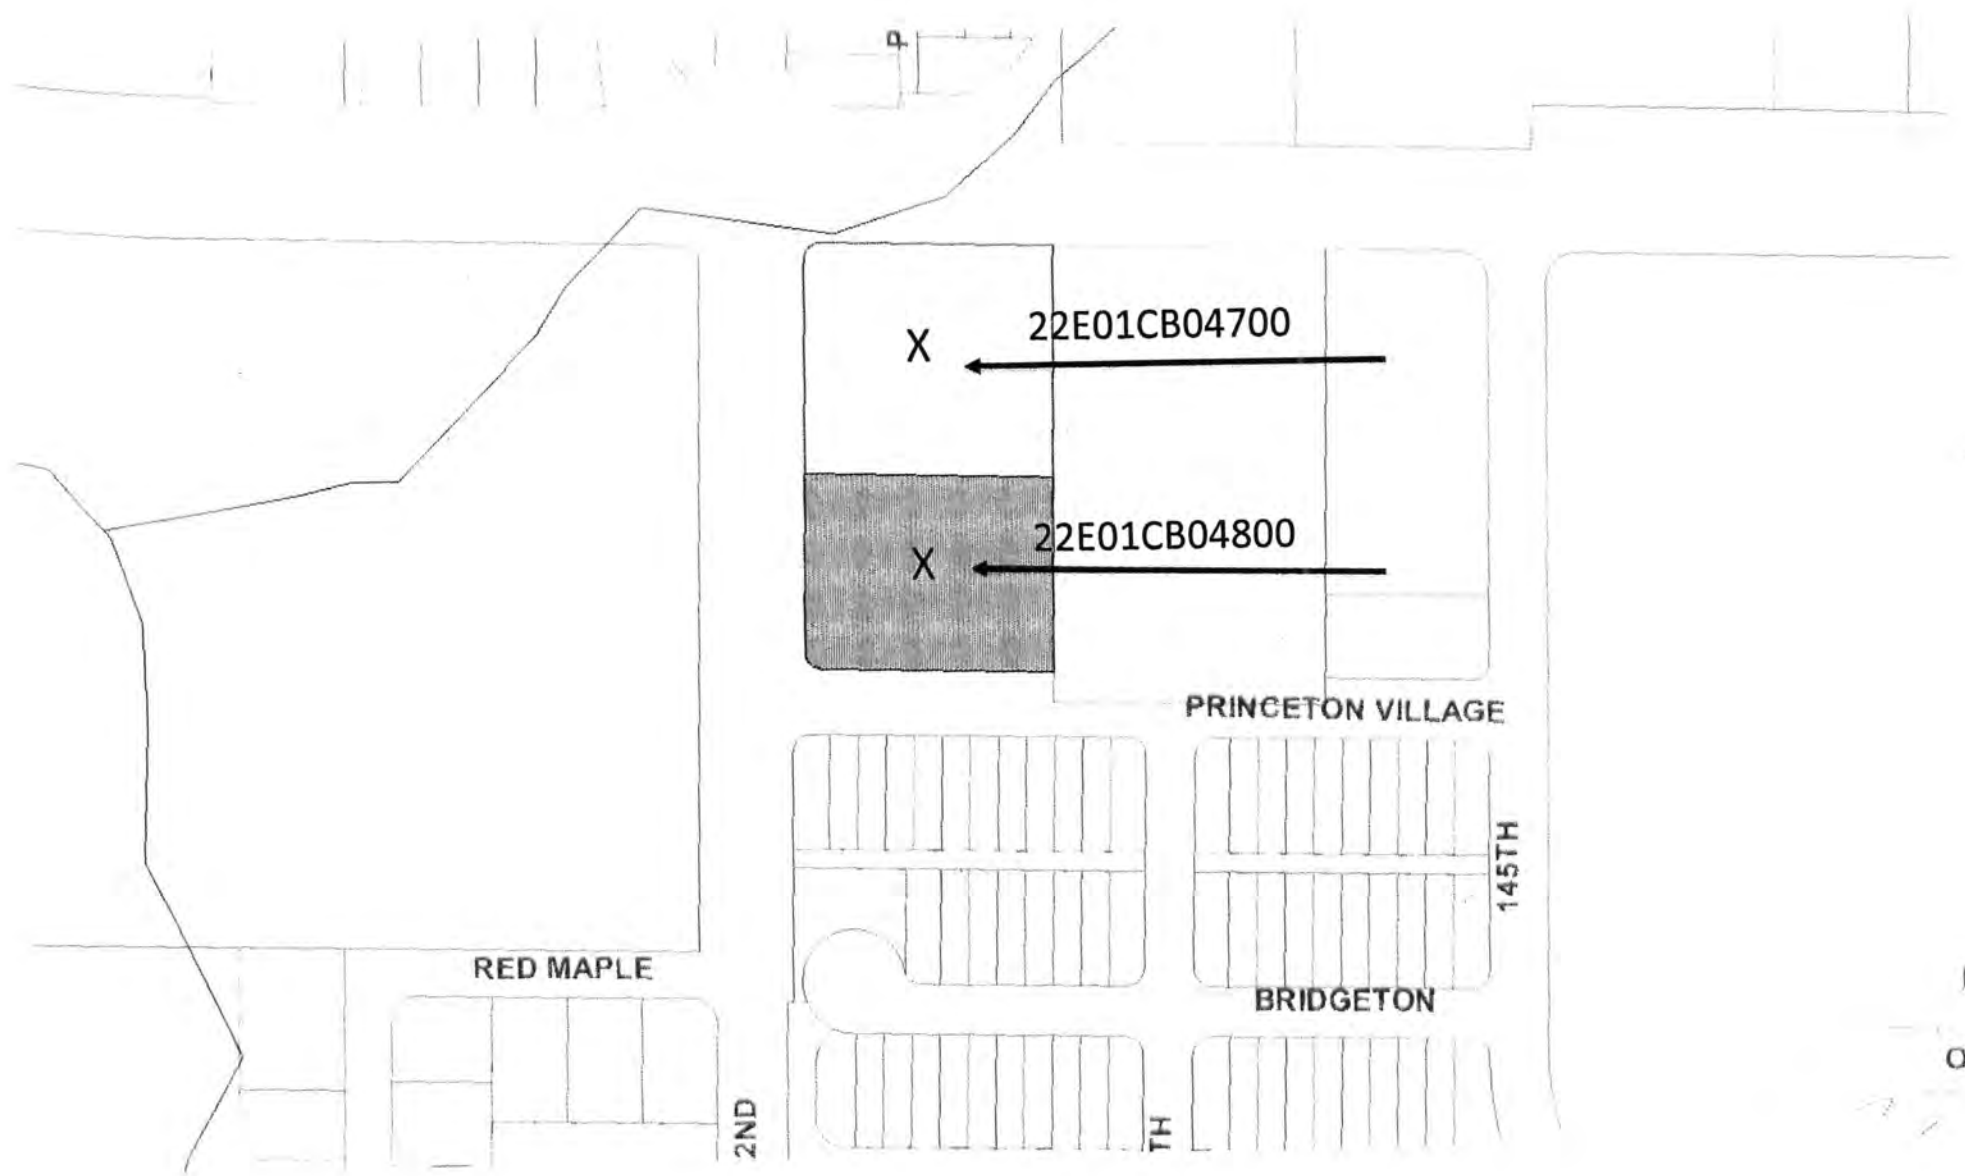 P
22E01CB04700
X
22E01CB04800
X
PRINCETON VILLAGE
145TH
RED MAPLE
BRIDGETON
2ND
TH